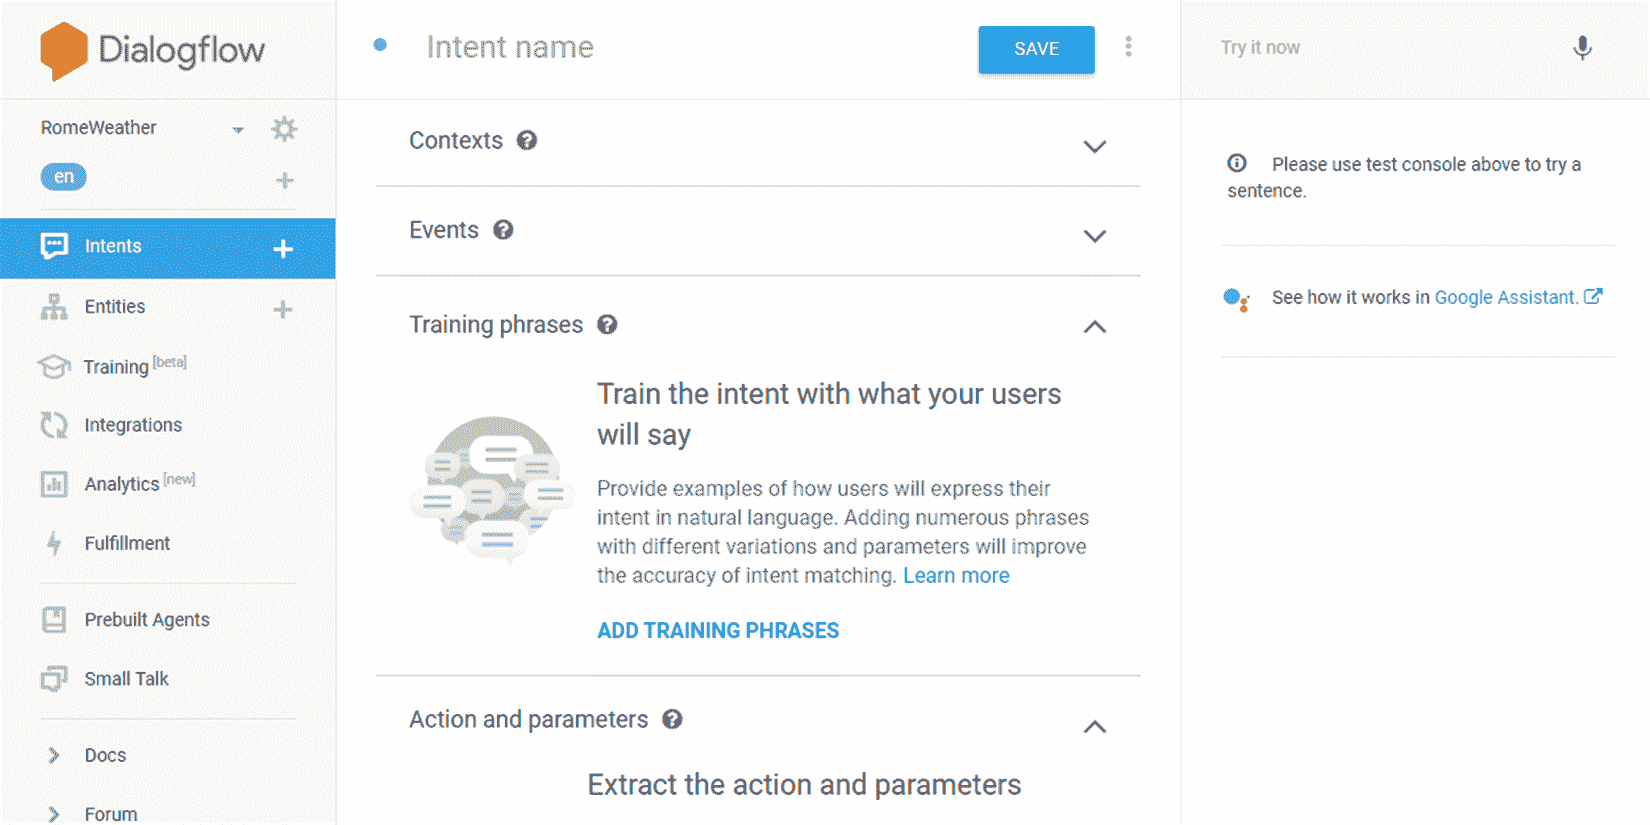 Dialogflow
RomeWeather
en
Intents
Entities
Training [beta]
Integrations
Analytics [new]
Fulfillment
Prebuilt Agents
Small Talk
Docs
Forum
Intent name
SAVE
Contexts
Events
Training phrases
Train the intent with what your users
will say
Provide examples of how users will express their
intent in natural language. Adding numerous phrases
with different variations and parameters will improve
the accuracy of intent matching. Learn more
ADD TRAINING PHRASES
Action and parameters
Extract the action and parameters
Try it now
Please use test console above to try a
sentence.
See how it works in Google Assistant.